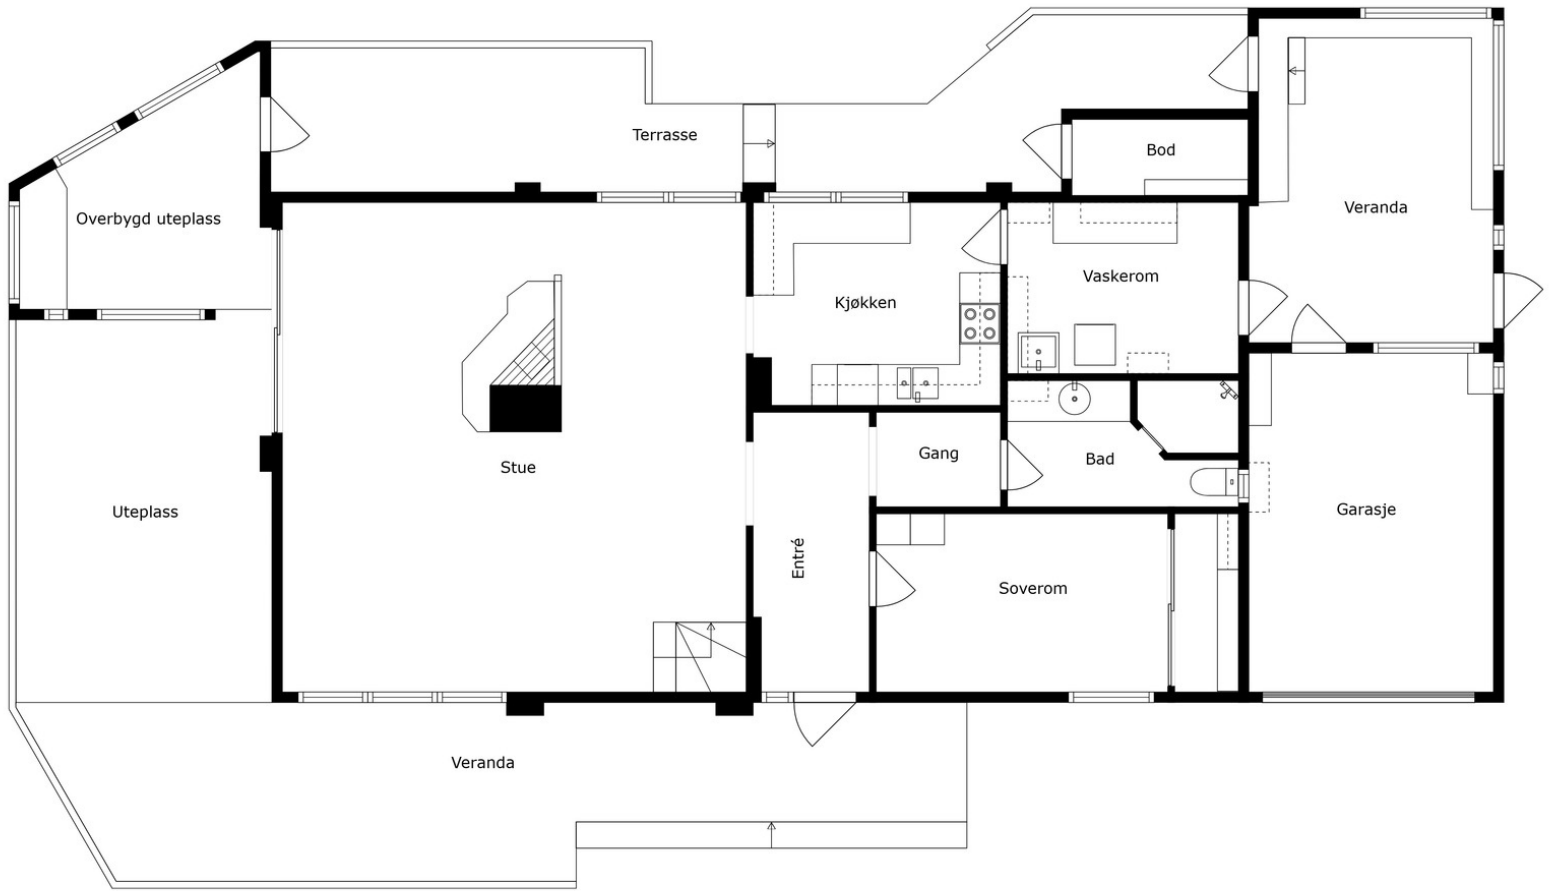 Terrasse
Bod
Overbygd uteplass
Veranda
Vaskerom
Kjøkken
Gang
Bad
Stue
Uteplass
Garasje
Entré
Soverom
Veranda